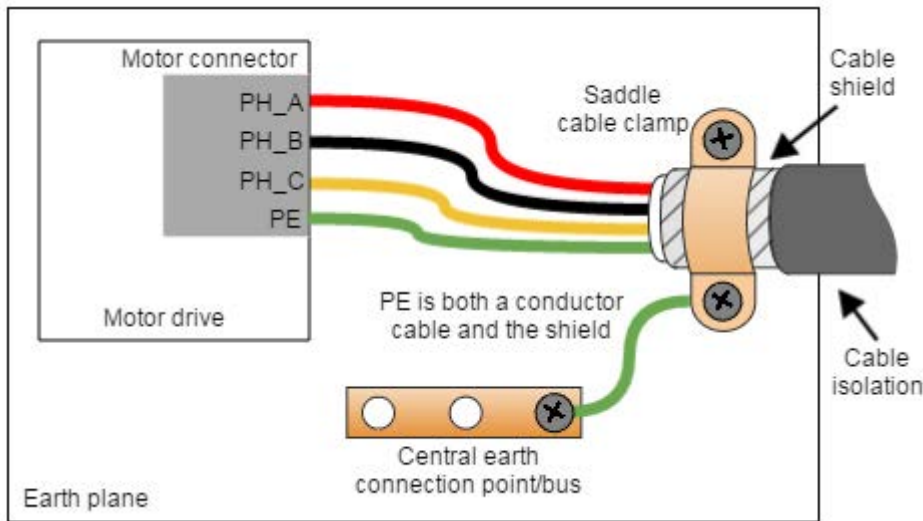 Motor connector
PH_A
PH_B
PH_C
PE
Motor drive
Saddle
cable clamp
Cable
shield
PE is both a conductor
cable and the shield
Cable
isolation
Central earth
connection point/bus
Earth plane